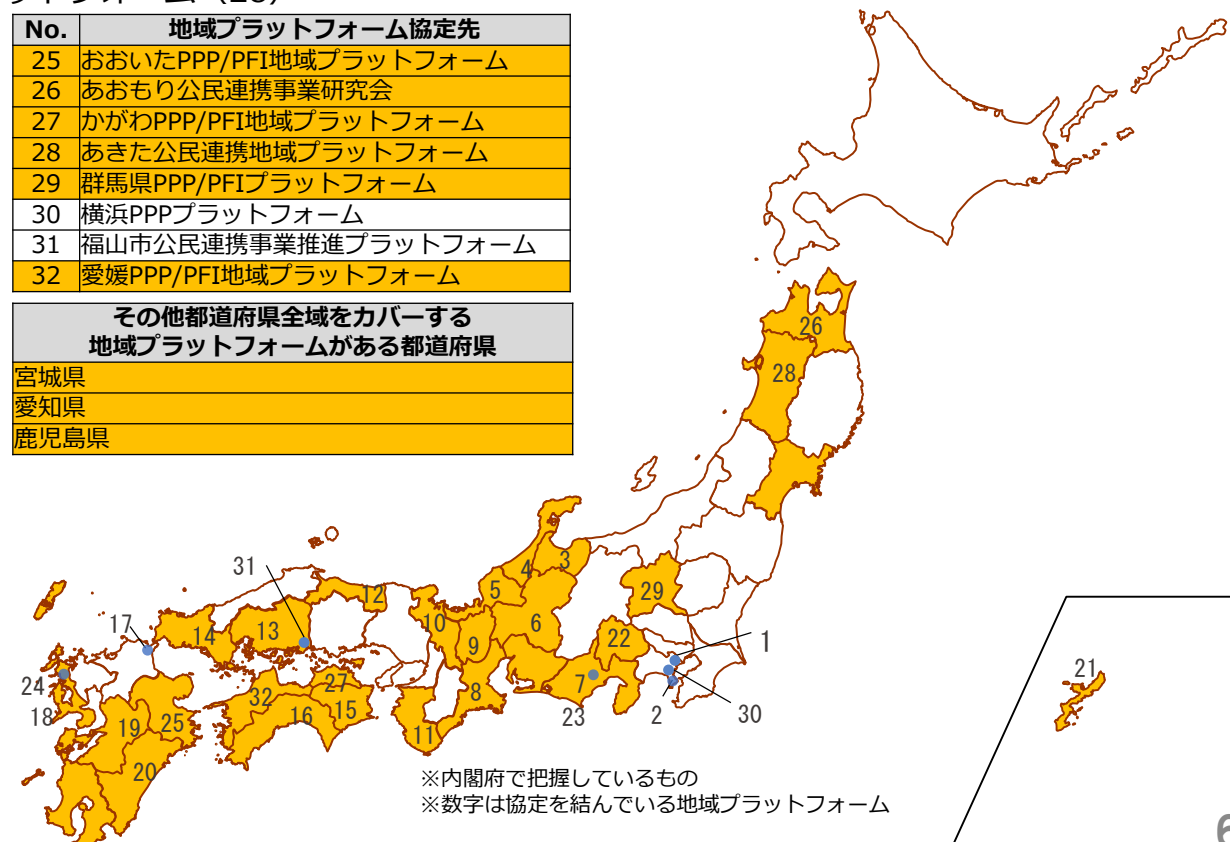 No. 地域プラットフォーム協定先
25 おおいたPPP/PFI地域プラットフォーム
26 あおもり公民連携事業研究会
27 かがわPPP/PFI地域プラットフォーム
28 あきた公民連携地域プラットフォーム
29 群馬県PPP/PFIプラットフォーム
30 横浜PPPプラットフォーム
31 福山市公民連携事業推進プラットフォーム
32 愛媛PPP/PFI地域プラットフォーム
その他都道府県全域をカバーする
地域プラットフォームがある都道府県
宮城県
愛知県
鹿児島県
26
28
3
4
5
31
12
29
6
10
13
17
14
9
22
1
21
24
27
7
8
32
18
15
16
23
2
30
19
25
11
20
※内閣府で把握しているもの
※数字は協定を結んでいる地域プラットフォーム